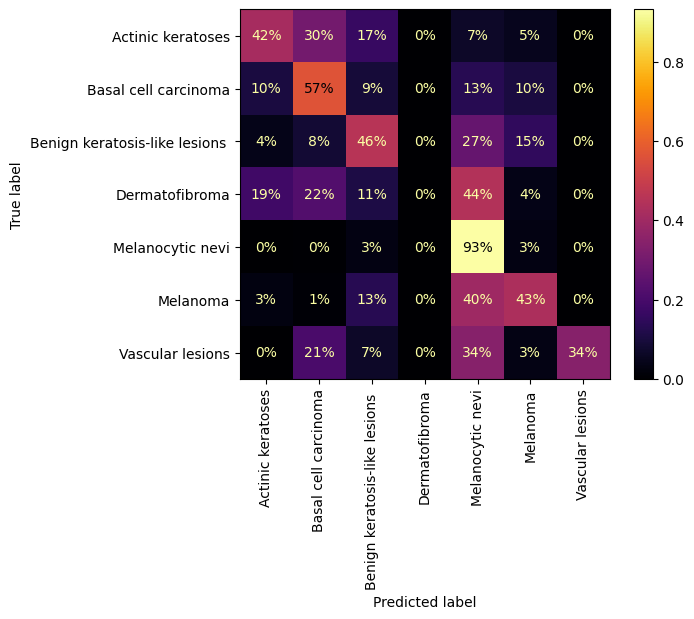 Actinic keratoses 42% 30% 17% 0% 7% 5% 0%
Basal cell carcinoma 10% 57% 9% 0% 13% 10% 0%
Benign keratosis-like lesions 4% 8% 46% 0% 27% 15% 0%
Dermatofibroma 19% 22% 11% 0% 44% 4% 0%
Melanocytic nevi 0% 0% 3% 0% 93% 3% 0%
Melanoma 3% 1% 13% 0% 40% 43% 0%
Vascular lesions 0% 21% 7% 0% 34% 3% 34%
True label
Actinic keratoses
Basal cell carcinoma
Benign keratosis-like lesions
Dermatofibroma
Melanocytic nevi
Melanoma
Vascular lesions
Predicted label
0.8
0.6
0.4
0.2
0.0